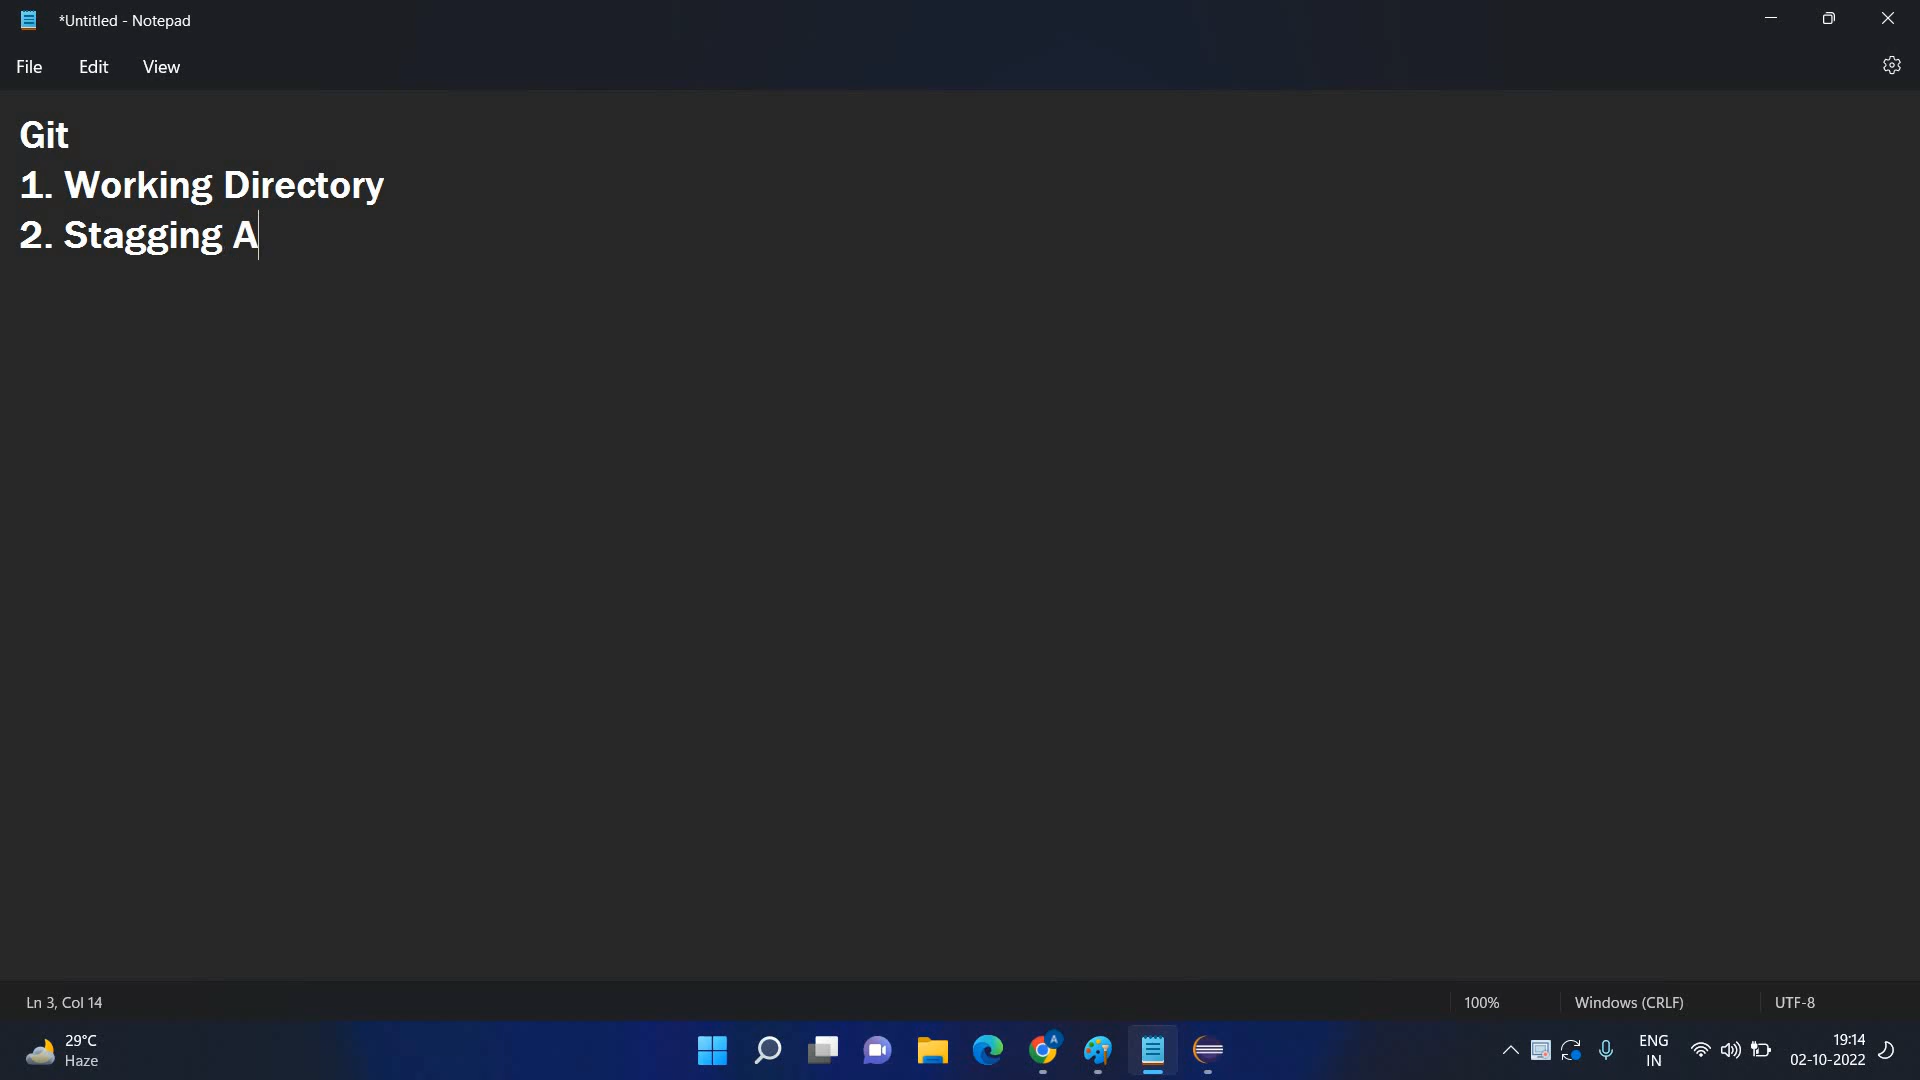 *Untitled - Notepad
File Edit View
Git
1. Working Directory
2. Stagging A
Ln 3, Col 14 100% Windows (CRLF) UTF-8
29°C
Haze
A
ENG
IN
19:14
02-10-2022